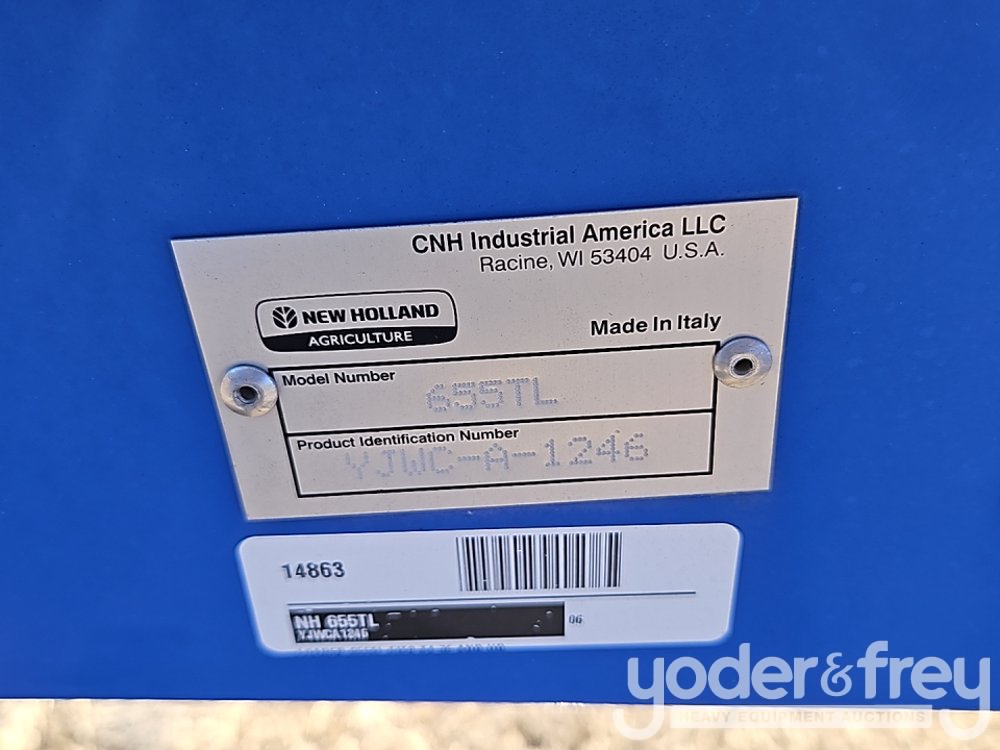 CNH Industrial America LLC
Racine, WI 53404 U.S.A.
NEW HOLLAND
AGRICULTURE
Made In Italy
Model Number
655TL
Product Identification Number
YJWC-A-1246
14863
NH 655TL
06
YJWCA1246
yoder&frey
HEAVY EQUIPMENT AUCTIONS